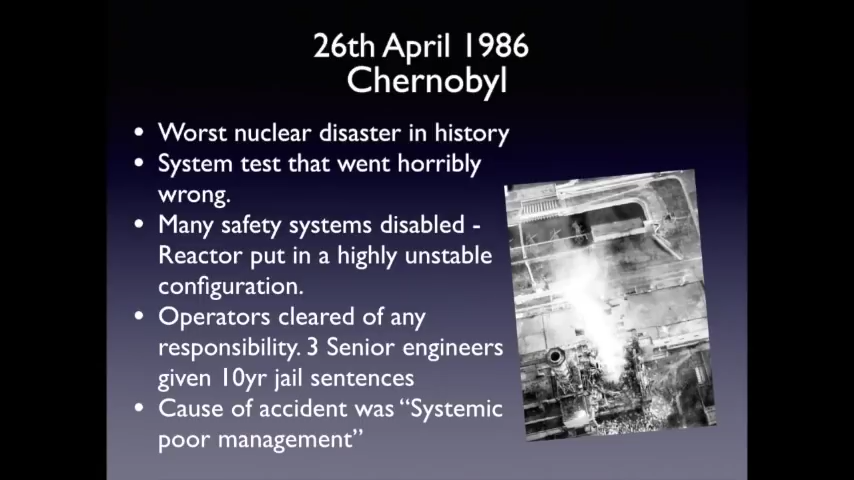 26th April 1986
Chernobyl
• Worst nuclear disaster in history
• System test that went horribly
wrong.
• Many safety systems disabled -
Reactor put in a highly unstable
configuration.
• Operators cleared of any
responsibility. 3 Senior engineers
given 10yr jail sentences
• Cause of accident was “Systemic
poor management”